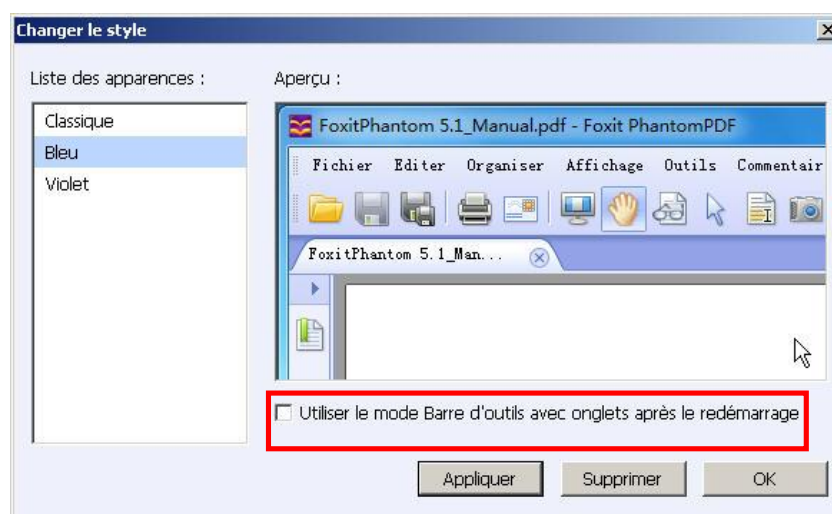 Changer le style
Liste des apparences :
Aperçu :
Classique
Bleu
Violet
FoxitPhantom 5.1_Manual.pdf - Foxit PhantomPDF
Fichier Editer Organiser Affichage Outils Commentair
FoxitPhantom 5.1_Man...
Utiliser le mode Barre d'outils avec onglets après le redémarrage
Appliquer Supprimer OK